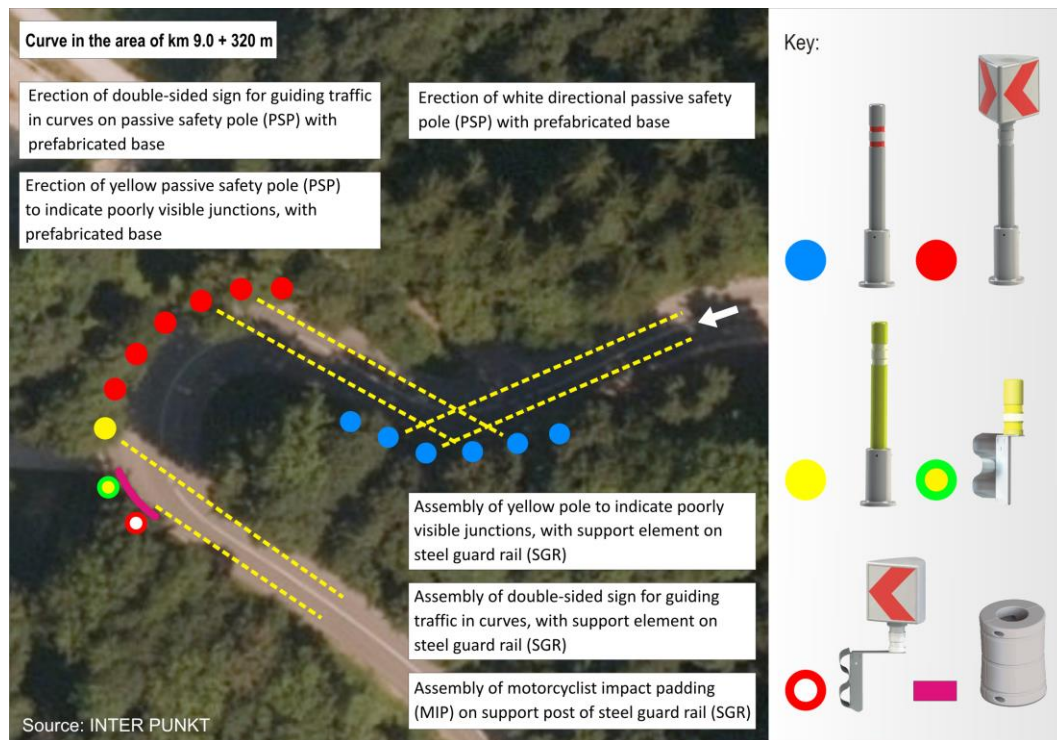 Curve in the area of km 9.0 + 320 m
Erection of double-sided sign for guiding traffic
in curves on passive safety pole (PSP) with
prefabricated base
Erection of white directional passive safety
pole (PSP) with prefabricated base
Erection of yellow passive safety pole (PSP)
to indicate poorly visible junctions, with
prefabricated base
Assembly of yellow pole to indicate poorly
visible junctions, with support element on
steel guard rail (SGR)
Assembly of double-sided sign for guiding
traffic in curves, with support element on
steel guard rail (SGR)
Assembly of motorcyclist impact padding
(MIP) on support post of steel guard rail (SGR)
Source: INTER PUNKT
Key: